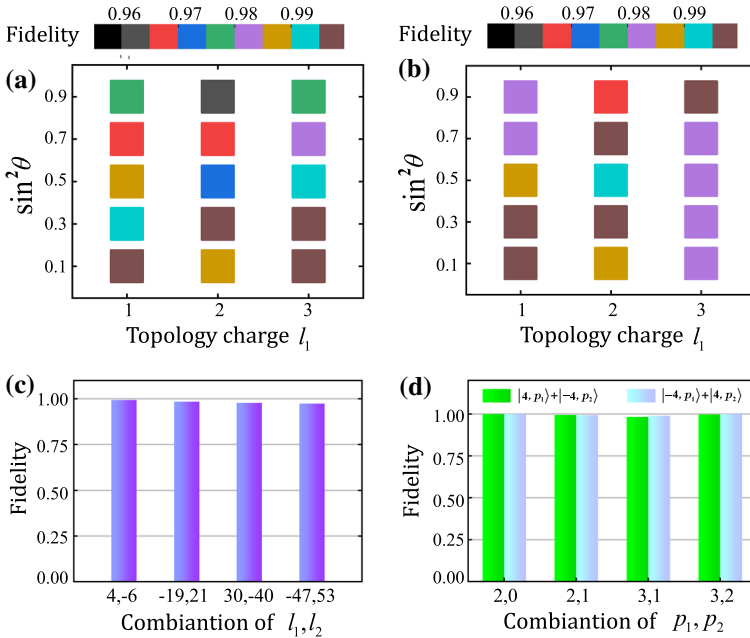 0.96 0.97 0.98 0.99
Fidelity
(a)
sin²θ
0.9
0.7
0.5
0.3
0.1
1 2 3
Topology charge l₁
0.96 0.97 0.98 0.99
Fidelity
(b)
sin²θ
0.9
0.7
0.5
0.3
0.1
1 2 3
Topology charge l₁
(c)
Fidelity
1.00
0.75
0.50
0.25
0.00
4,-6 -19,21 30,-40 -47,53
Combiantion of l₁,l₂
(d)
|4, p₁⟩+|-4, p₂⟩ |-4, p₁⟩+|4, p₂⟩
Fidelity
1.00
0.75
0.50
0.25
0.00
2,0 2,1 3,1 3,2
Combiantion of p₁, p₂